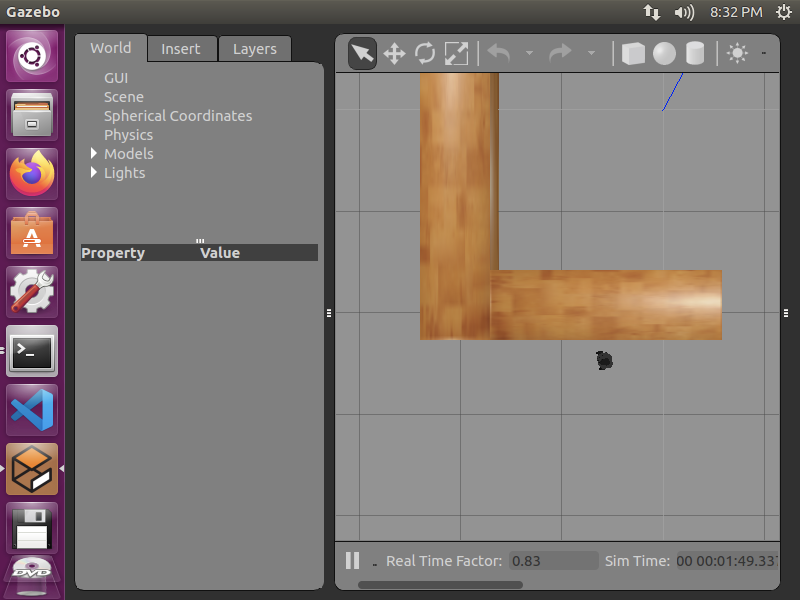 Gazebo
8:32 PM
World
Insert
Layers
GUI
Scene
Spherical Coordinates
Physics
Models
Lights
Property Value
Real Time Factor: 0.83 Sim Time: 00 00:01:49.337
DVD